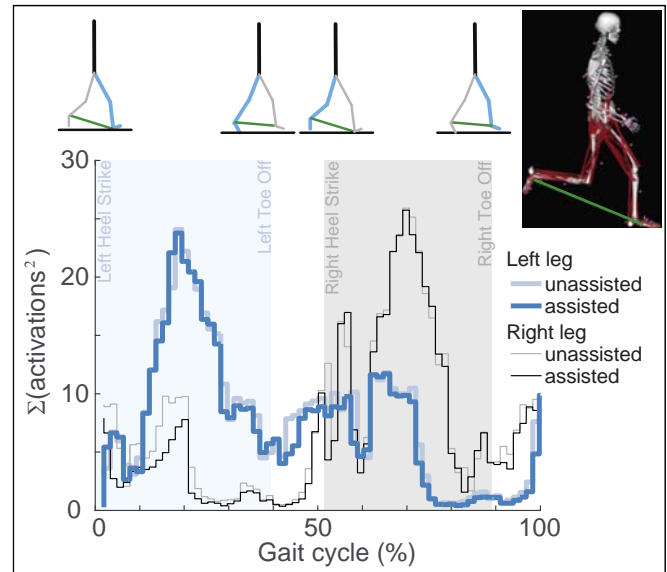 30
20
10
0
Σ(activations²)
Left Heel Strike
Left Toe Off
Right Heel Strike
Right Toe Off
0
50
100
Gait cycle (%)
Left leg
unassisted
assisted
Right leg
unassisted
assisted